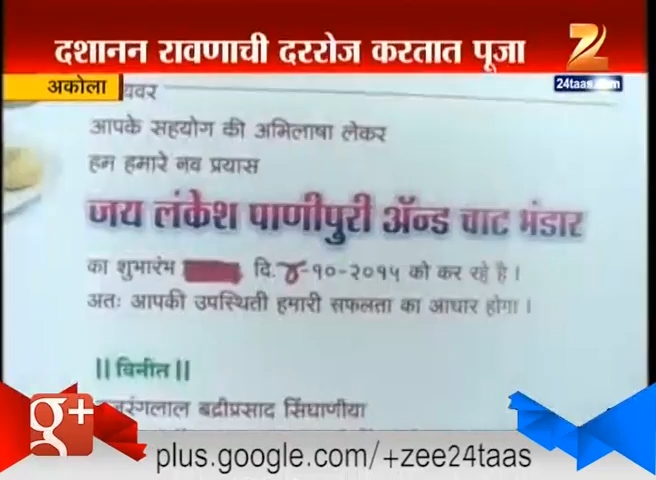 दशानन रावणाची दररोज करतात पूजा
24taas.com
अकोला
आपके सहयोग की अभिलाषा लेकर
हम हमारे नव प्रयास
जय लंकेश पाणीपुरी ॲन्ड चाट भंडार
का शुभारंभ दि. ४-१०-२०१५ को कर रहे है ।
अतः आपकी उपस्थिती हमारी सफलता का आधार होगा ।
||विनीत||
बद्रीप्रसाद सिंघाणीया
g+
plus.google.com/+zee24taas